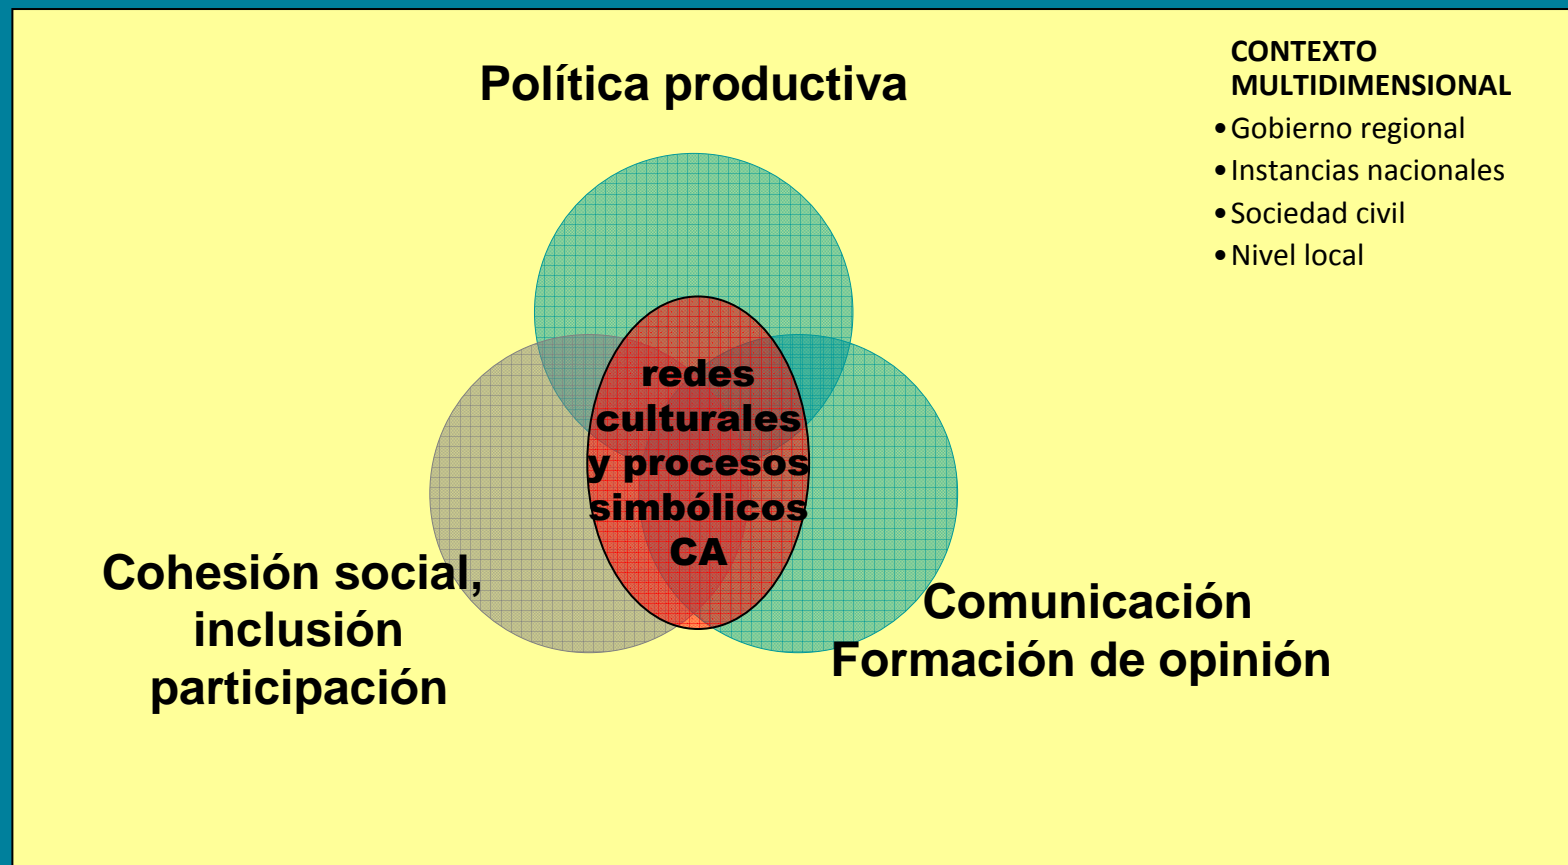 Política productiva
CONTEXTO
MULTIDIMENSIONAL
•Gobierno regional
•Instancias nacionales
•Sociedad civil
•Nivel local
redes
culturales
y procesos
simbólicos
CA
Cohesión social,
inclusión
participación
Comunicación
Formación de opinión